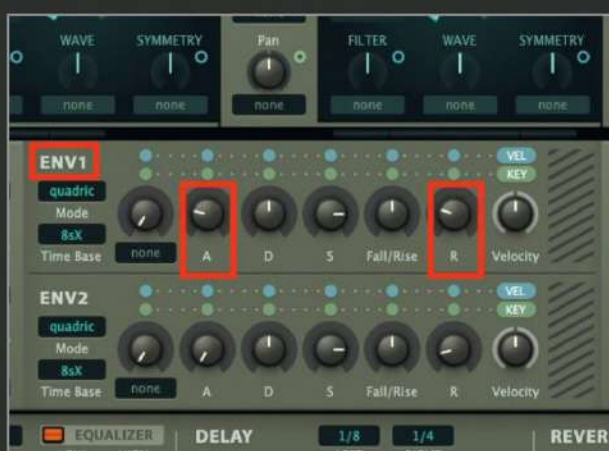 none
WAVE SYMMETRY Pan FILTER WAVE SYMMETRY
none none none none none none
ENV1 VEL
KEY
quadric
Mode
8sX
Time Base none A D S Fall/Rise R Velocity
ENV2 VEL
KEY
quadric
Mode
8sX
Time Base none A D S Fall/Rise R Velocity
EQUALIZER DELAY 1/8 1/4 REVER